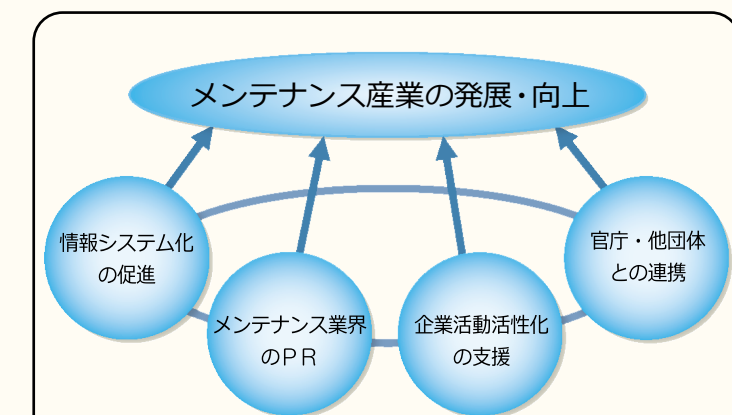 メンテナンス産業の発展・向上
情報システム化
の促進
メンテナンス業界
のＰＲ
企業活動活性化
の支援
官庁・他団体
との連携